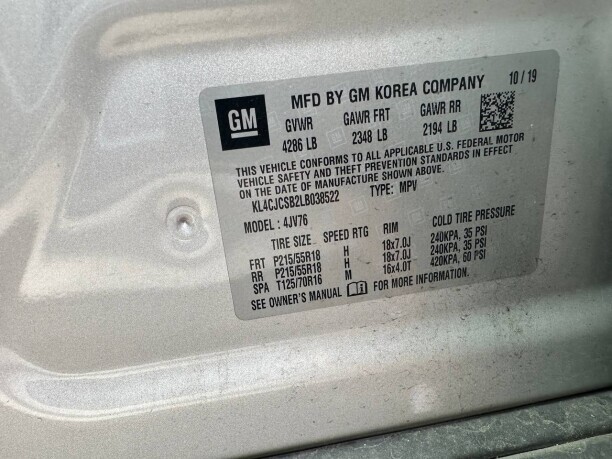 GM
MFD BY GM KOREA COMPANY 10/19
GVWR GAWR FRT GAWR RR
4286 LB 2348 LB 2194 LB
THIS VEHICLE CONFORMS TO ALL APPLICABLE U.S. FEDERAL MOTOR
VEHICLE SAFETY AND THEFT PREVENTION STANDARDS IN EFFECT
ON THE DATE OF MANUFACTURE SHOWN ABOVE.
KL4CJCSB2LB038522 TYPE: MPV
MODEL: 4JV76
TIRE SIZE SPEED RTG RIM COLD TIRE PRESSURE
FRT P215/55R18 H 18x7.0J 240KPA, 35 PSI
RR P215/55R18 H 18x7.0J 240KPA, 35 PSI
SPA T125/70R16 M 16x4.0T 420KPA, 60 PSI
SEE OWNER'S MANUAL FOR MORE INFORMATION.